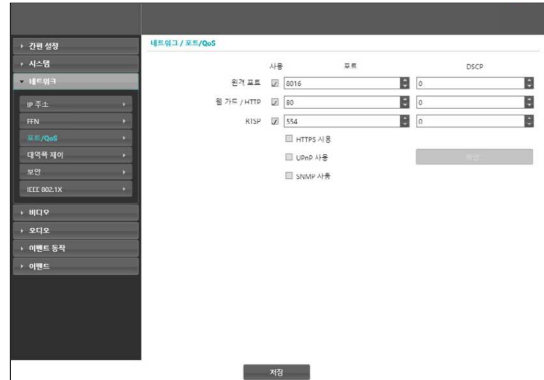 네트워크 / 포트/QoS
간편 설정
시스템
네트워크
IP 주소
FEN
포트/QoS
대역폭 제어
보안
IEEE 802.1X
비디오
오디오
이벤트 동작
이벤트
사용 포트 DSCP
원격 포트 8016 0
웹 가드 / HTTP 80 0
RTSP 554 0
HTTPS 사용
UPnP 사용
SNMP 사용
저장